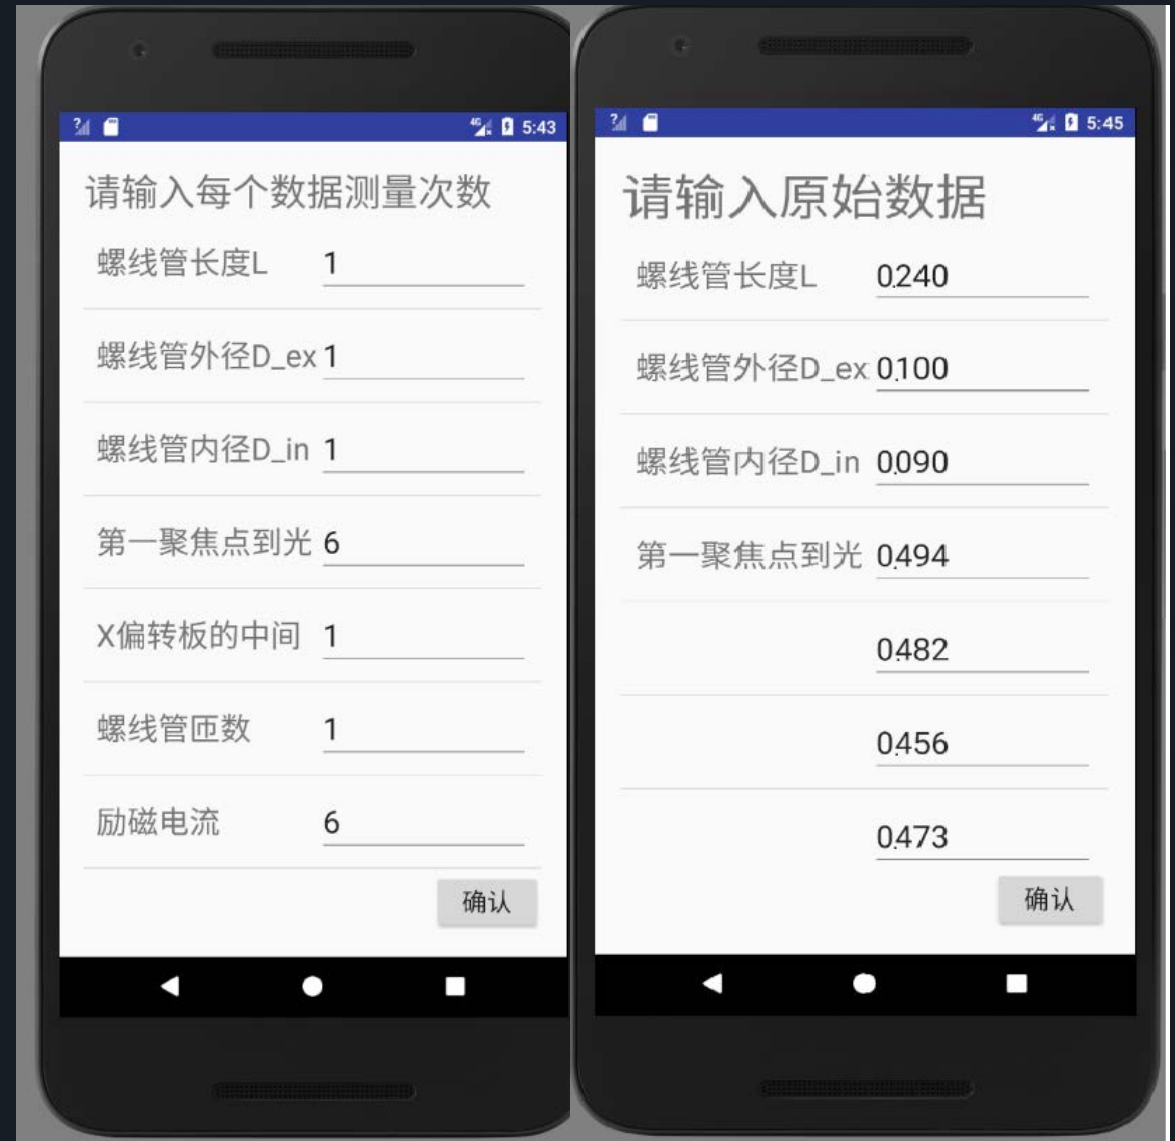 5:43
请输入每个数据测量次数
螺线管长度L 1
螺线管外径D_ex 1
螺线管内径D_in 1
第一聚焦点到光 6
X偏转板的中间 1
螺线管匝数 1
励磁电流 6
确认
5:45
请输入原始数据
螺线管长度L 0.240
螺线管外径D_ex 0.100
螺线管内径D_in 0.090
第一聚焦点到光 0.494
0.482
0.456
0.473
确认